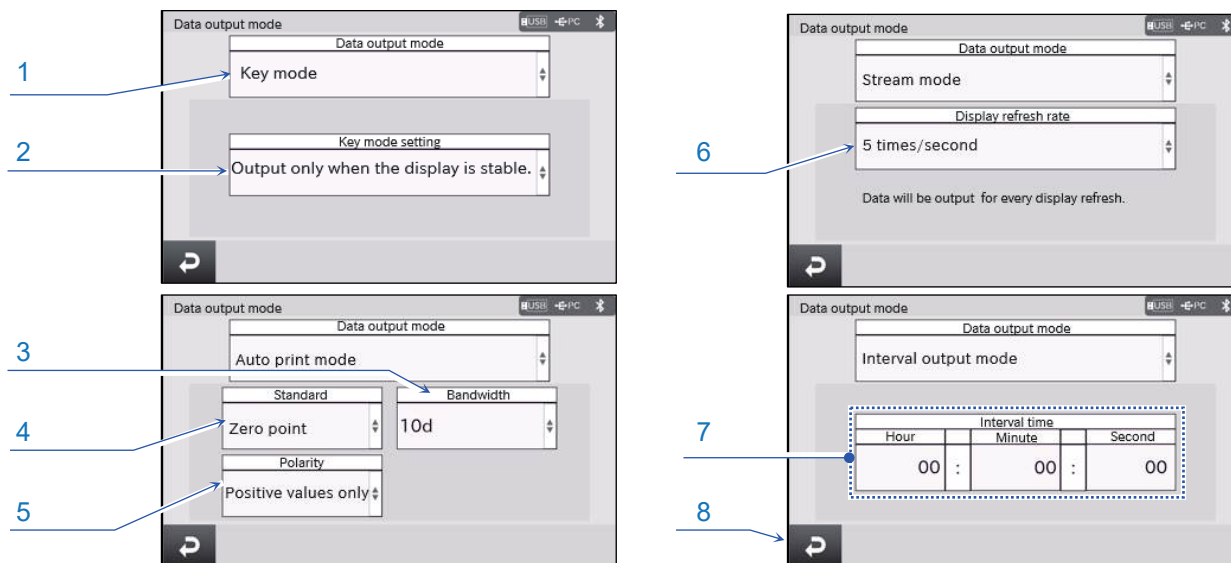 Data output mode
USB PC
Data output mode
1
Key mode
Key mode setting
2
Output only when the display is stable.
Data output mode
USB PC
Data output mode
Stream mode
Display refresh rate
6
5 times/second
Data will be output for every display refresh.
Data output mode
USB PC
Data output mode
3
Auto print mode
Standard
Bandwidth
4
Zero point
10d
Polarity
5
Positive values only
Data output mode
USB PC
Data output mode
Interval output mode
Interval time
7
Hour Minute Second
00 : 00 : 00
8